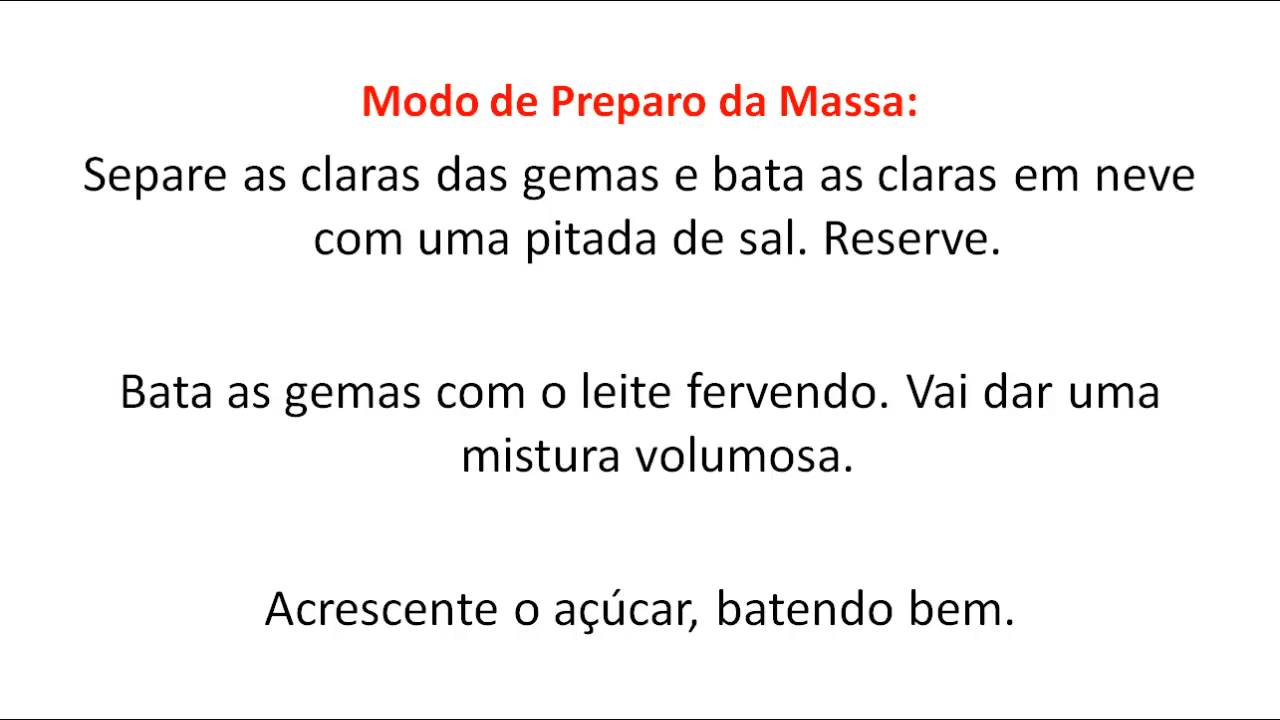 Modo de Preparo da Massa:
Separe as claras das gemas e bata as claras em neve
com uma pitada de sal. Reserve.
Bata as gemas com o leite fervendo. Vai dar uma
mistura volumosa.
Acrescente o açúcar, batendo bem.